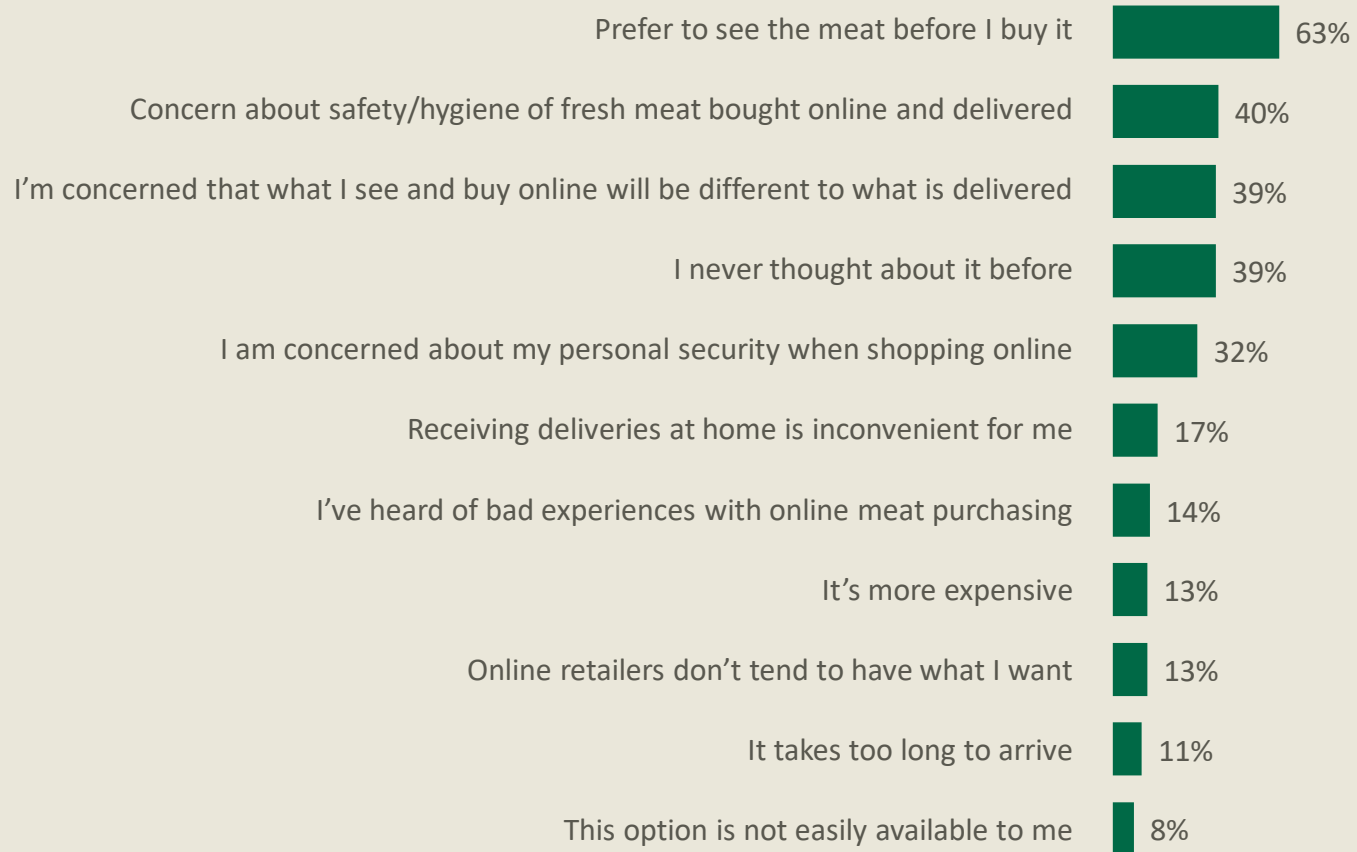 Prefer to see the meat before I buy it 63%
Concern about safety/hygiene of fresh meat bought online and delivered 40%
I'm concerned that what I see and buy online will be different to what is delivered 39%
I never thought about it before 39%
I am concerned about my personal security when shopping online 32%
Receiving deliveries at home is inconvenient for me 17%
I've heard of bad experiences with online meat purchasing 14%
It's more expensive 13%
Online retailers don't tend to have what I want 13%
It takes too long to arrive 11%
This option is not easily available to me 8%